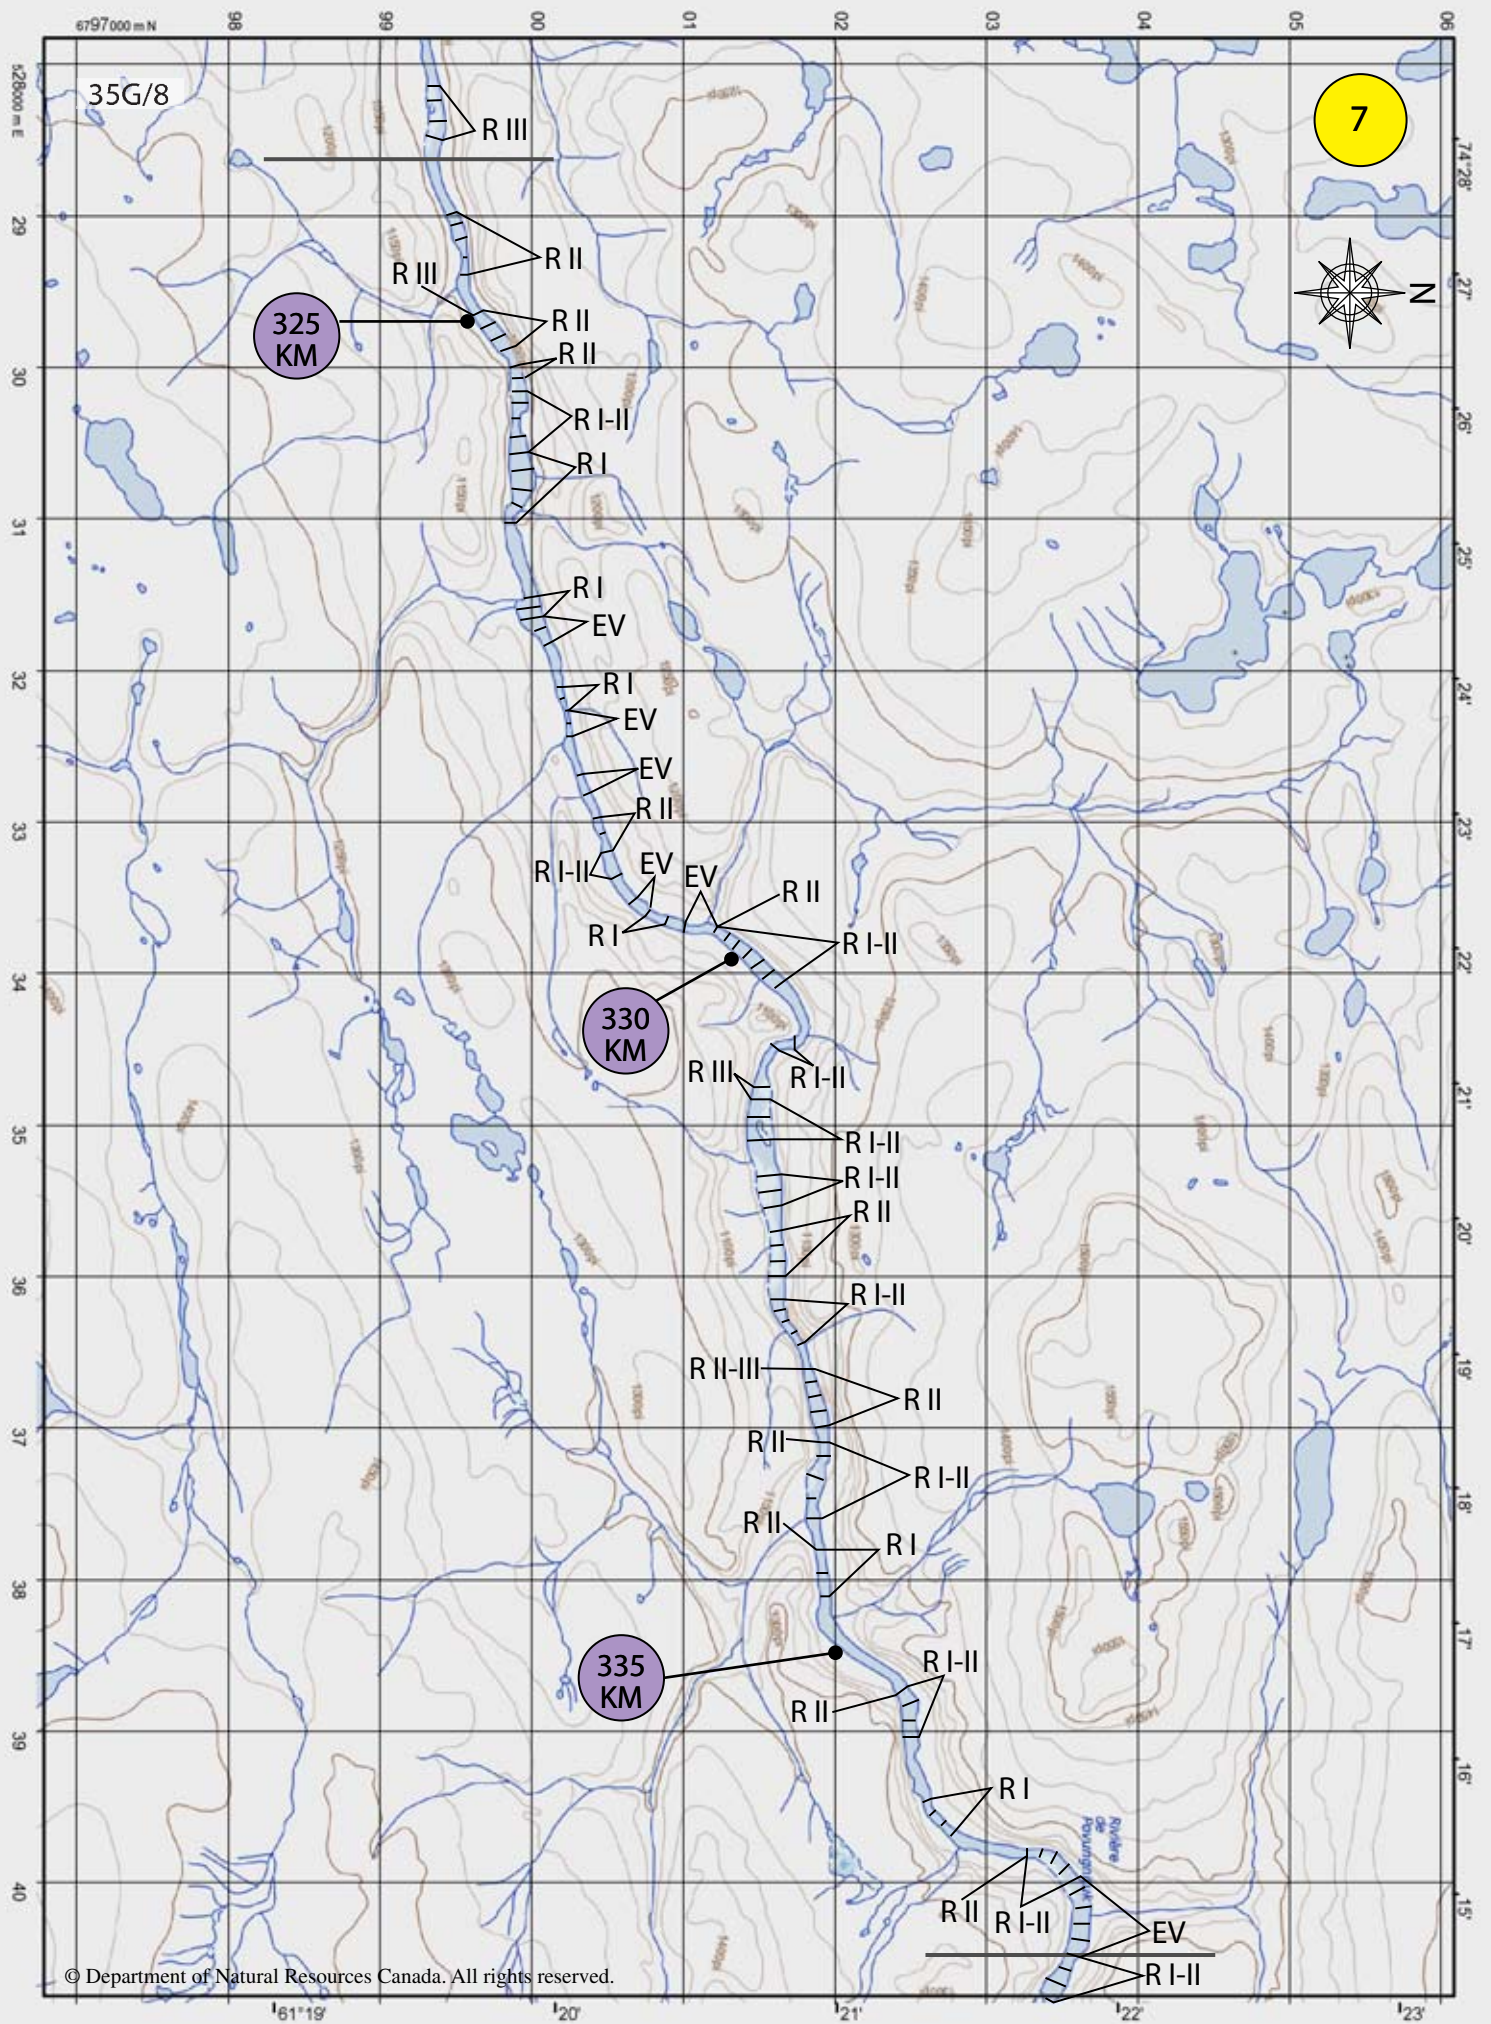 6797000 m N
98
99
00
01
02
03
04
05
06
628000 m E
35G/8
7
N
74°28'
27'
26'
25'
24'
23'
22'
21'
20'
19'
18'
17'
16'
15'
29
30
31
32
33
34
35
36
37
38
39
40
R III
R II
R III
325
KM
R II
R II
R I-II
R I
R I
EV
R I
EV
EV
R II
R I-II
EV
EV
R II
R I
R I-II
330
KM
R III
R I-II
R I-II
R I-II
R II
R I-II
R II-III
R II
R II
R I-II
R II
R I
335
KM
R I-II
R II
R I
Rivière
de
R II
R I-II
EV
R I-II
© Department of Natural Resources Canada. All rights reserved.
61°19'
20'
21'
22'
23'